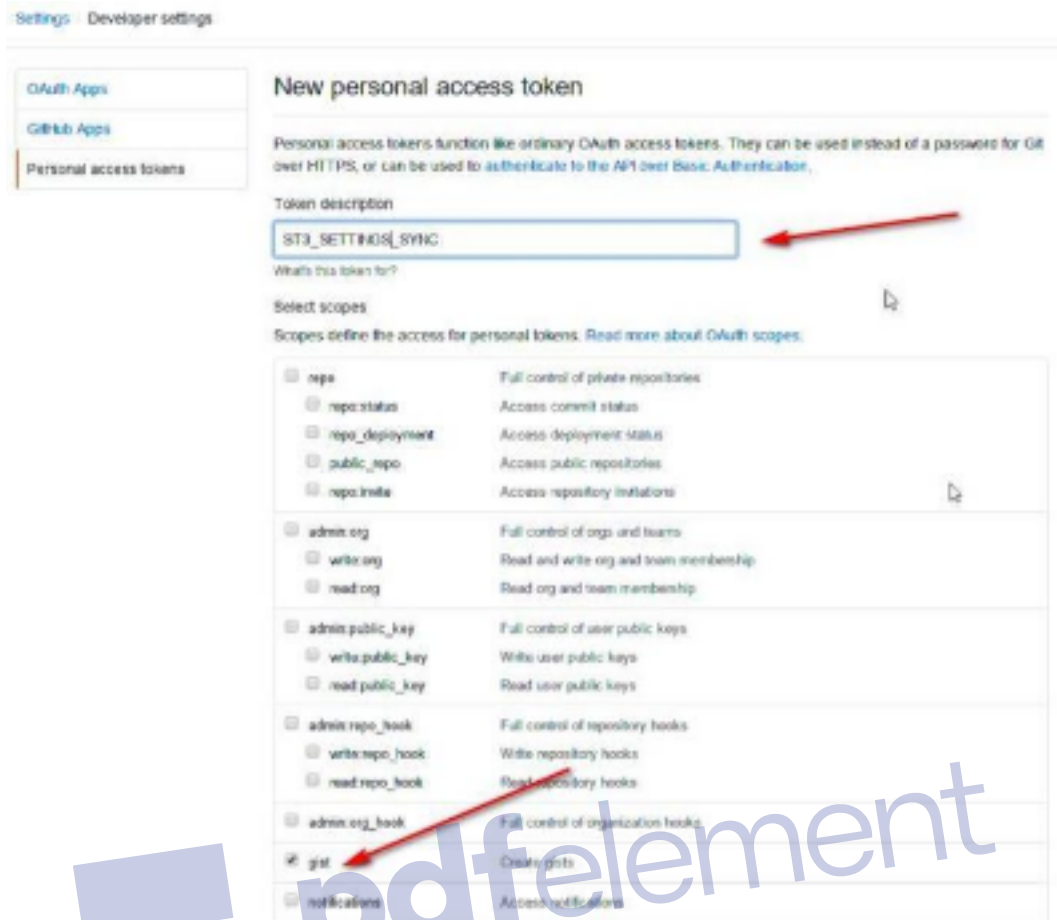 Settings Developer settings
OAuth Apps
GitHub Apps
Personal access tokens
New personal access token
Personal access tokens function like ordinary OAuth access tokens. They can be used instead of a password for Git
over HTTPS, or can be used to authenticate to the API over Basic Authentication.
Token description
ST3_SETTINGS_SYNC
What's this token for?
Select scopes
Scopes define the access for personal tokens. Read more about OAuth scopes.
repo Full control of private repositories
repo:status Access commit status
repo_deployment Access deployment status
public_repo Access public repositories
repo:invite Access repository invitations
admin:org Full control of orgs and teams
write:org Read and write org and team membership
read:org Read org and team membership
admin:public_key Full control of user public keys
write:public_key Write user public keys
read:public_key Read user public keys
admin:repo_hook Full control of repository hooks
write:repo_hook Write repository hooks
read:repo_hook Read repository hooks
admin:org_hook Full control of organization hooks
gist Create gists
notifications Access notifications
pdfelement